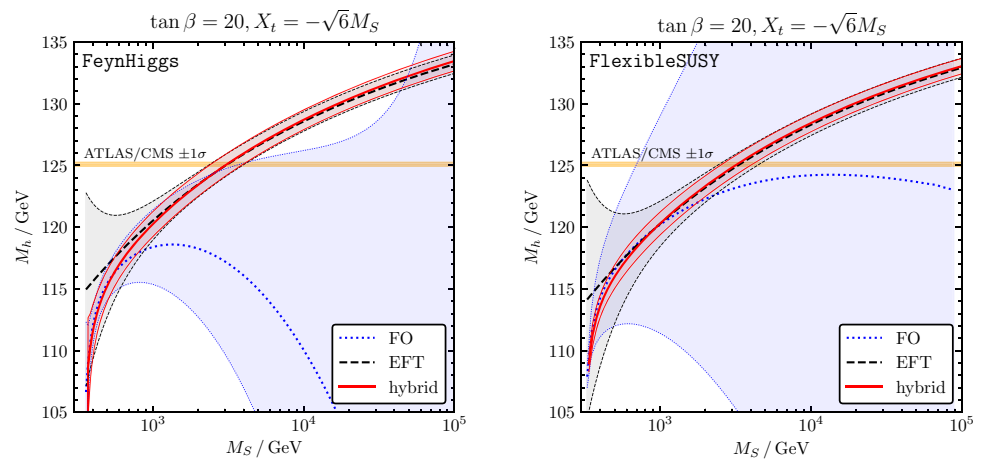 tan β = 20, X_t = −√6M_S
FeynHiggs
ATLAS/CMS ±1σ
M_h / GeV
135
130
125
120
115
110
105
FO
EFT
hybrid
10^3
10^4
10^5
M_S / GeV
tan β = 20, X_t = −√6M_S
FlexibleSUSY
ATLAS/CMS ±1σ
M_h / GeV
135
130
125
120
115
110
105
FO
EFT
hybrid
10^3
10^4
10^5
M_S / GeV